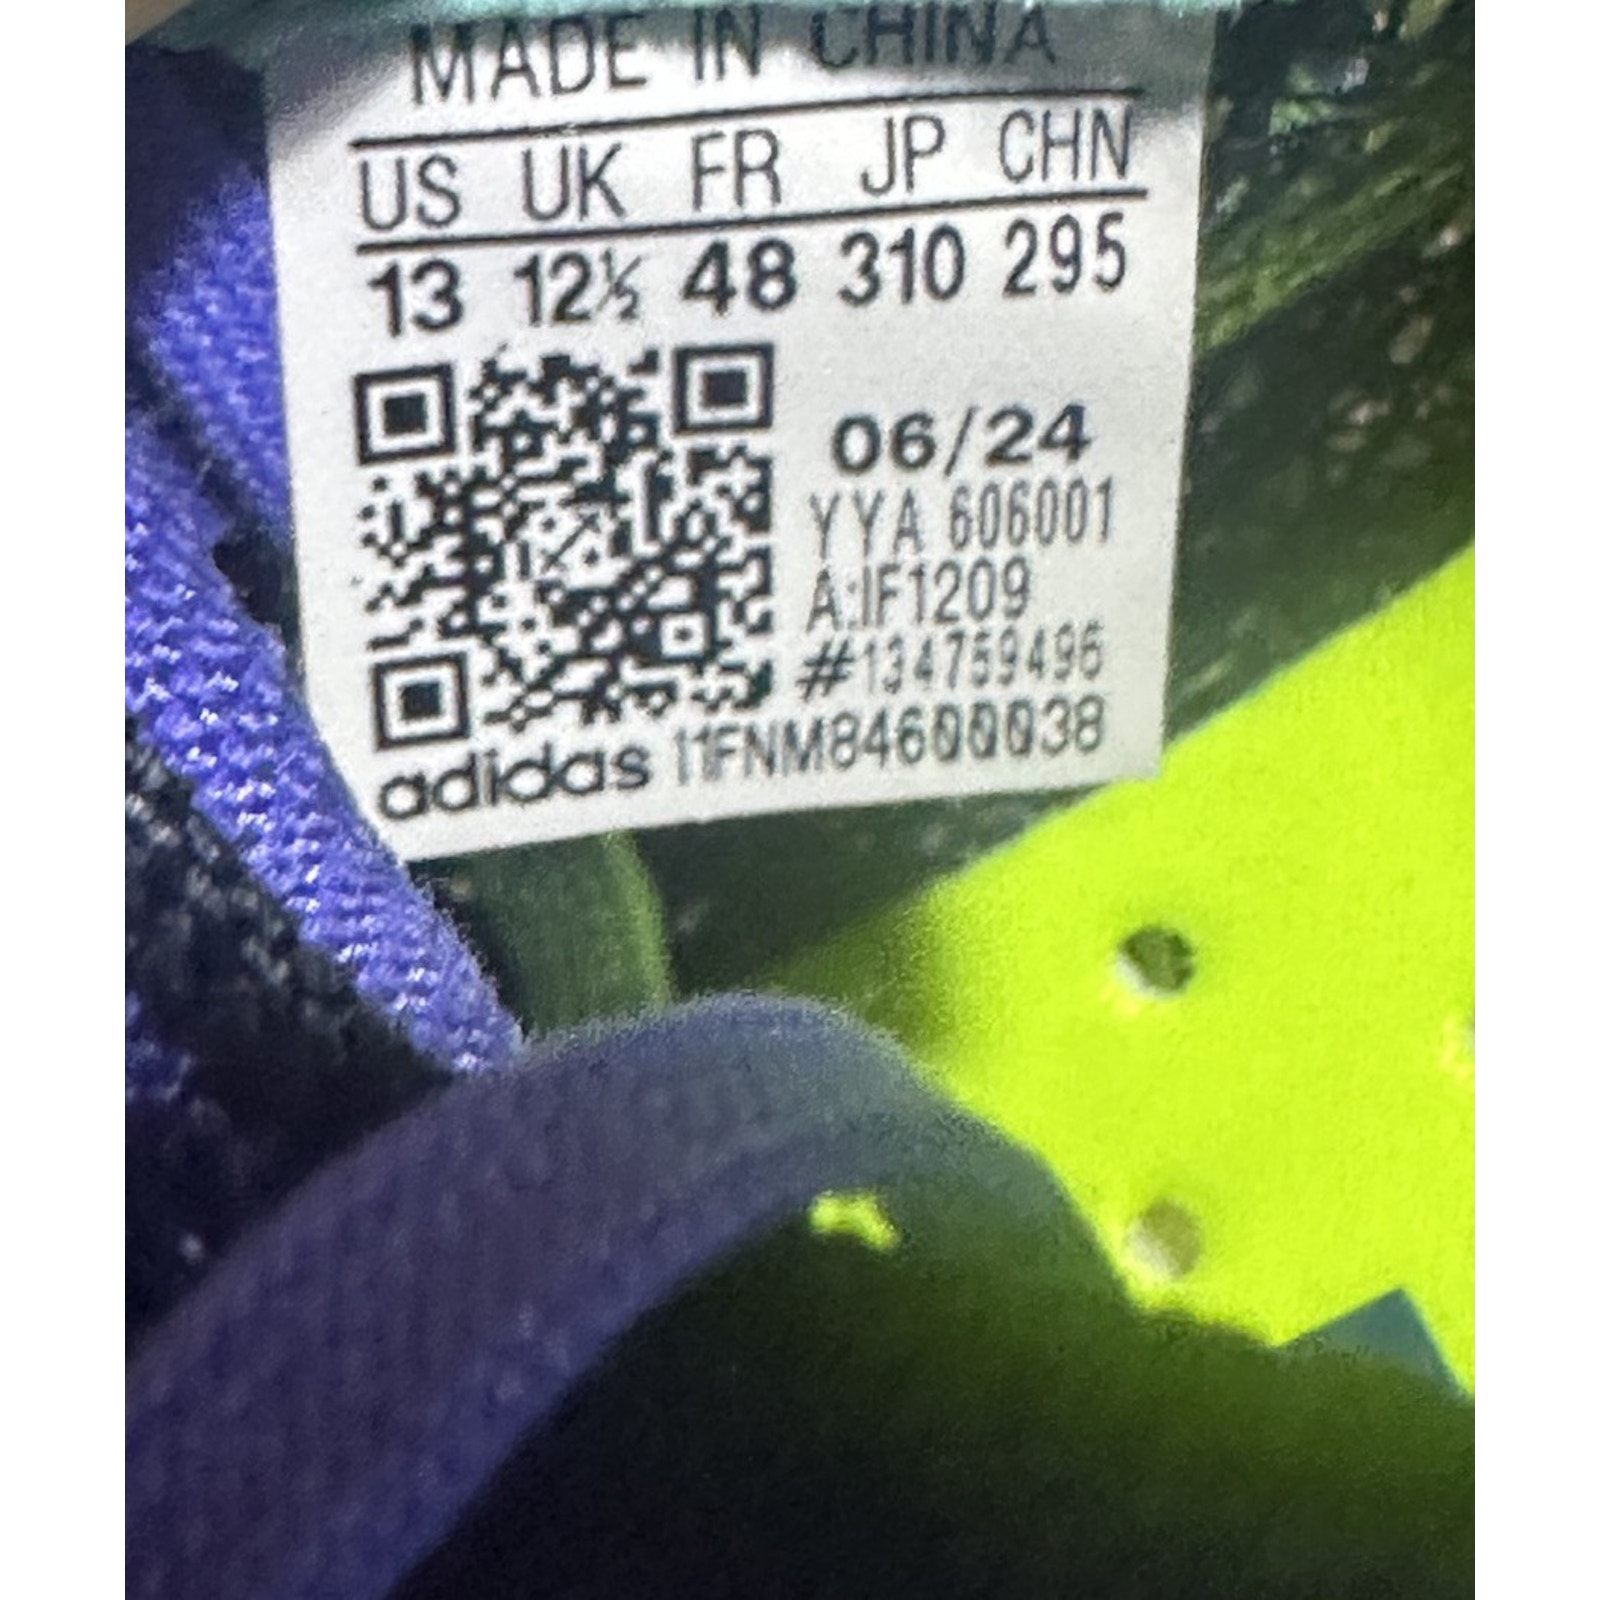 MADE IN CHINA
US UK FR JP CHN
13 12½ 48 310 295
06/24
YYA 606001
A:IF1209
#134759496
adidas 11FNM84600038